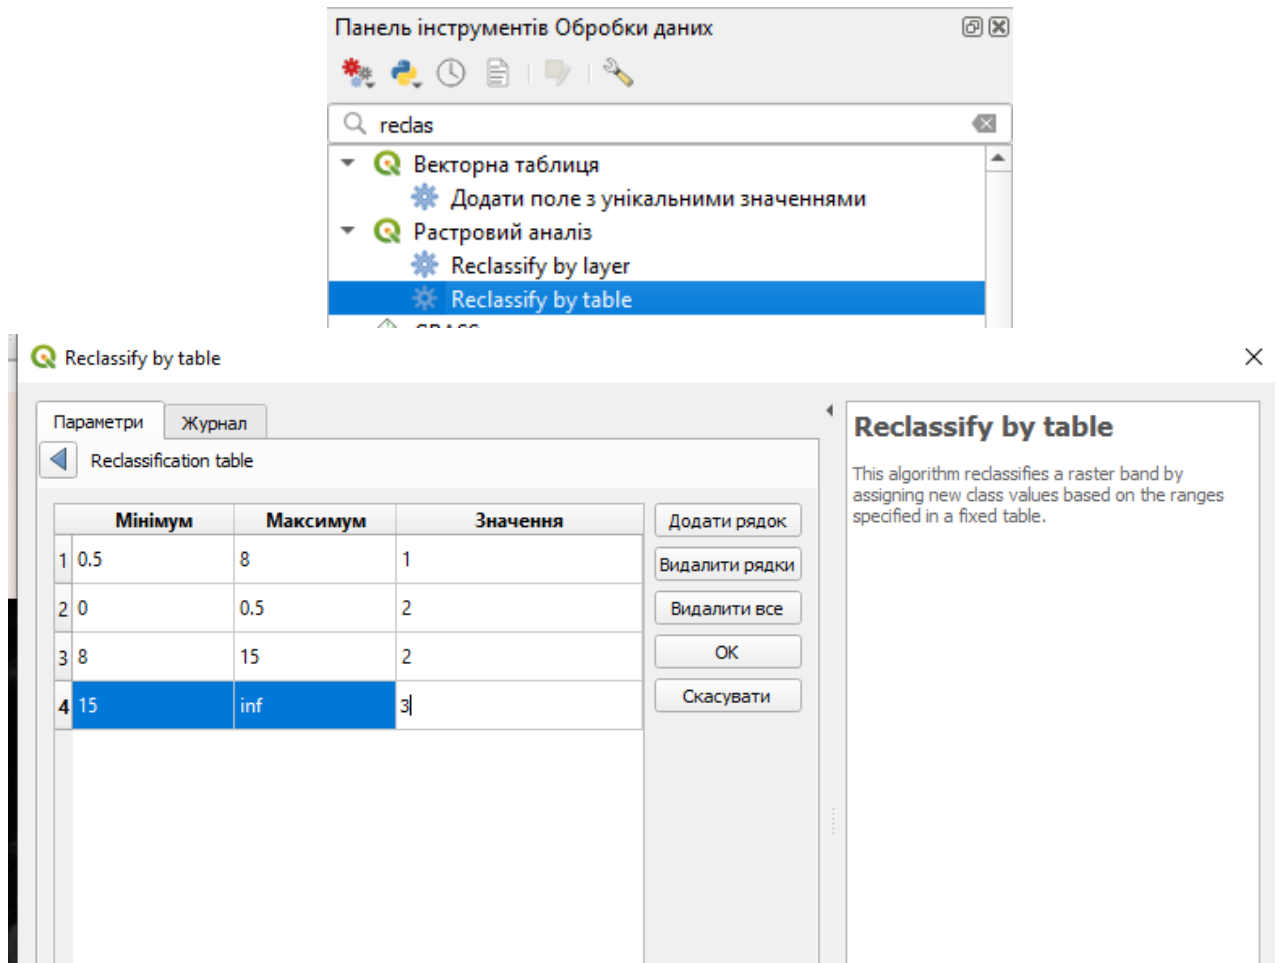 Панель інструментів Обробки даних
reclas
Векторна таблиця
Додати поле з унікальними значеннями
Растровий аналіз
Reclassify by layer
Reclassify by table
Reclassify by table
Параметри Журнал
Reclassification table
Мінімум Максимум Значення
1 0.5 8 1
2 0 0.5 2
3 8 15 2
4 15 inf 3
Додати рядок
Видалити рядки
Видалити все
OK
Скасувати
Reclassify by table
This algorithm reclassifies a raster band by
assigning new class values based on the ranges
specified in a fixed table.